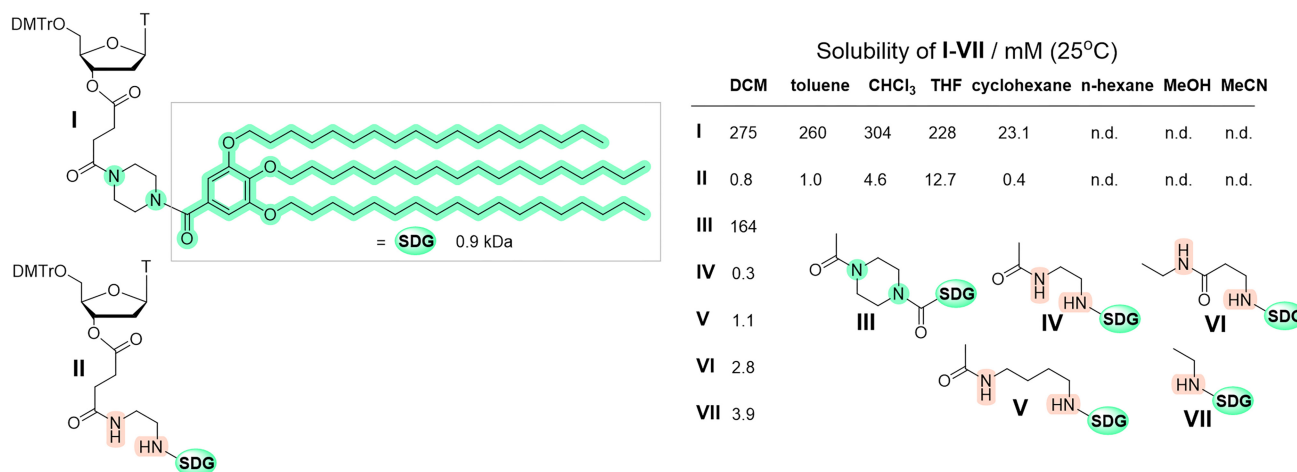 DMTrO
T
O
O
O
I
O
N
N
O
O
O
O
= SDG 0.9 kDa
DMTrO
T
O
O
O
II
O
N
H
HN
SDG
Solubility of I-VII / mM (25°C)
DCM toluene CHCl3 THF cyclohexane n-hexane MeOH MeCN
I 275 260 304 228 23.1 n.d. n.d. n.d.
II 0.8 1.0 4.6 12.7 0.4 n.d. n.d. n.d.
III 164
IV 0.3
V 1.1
VI 2.8
VII 3.9
O
N
N
SDG
O
III
O
N
H
HN
SDG
IV
H
N
O
HN
SDG
VI
O
N
H
HN
SDG
V
HN
SDG
VII